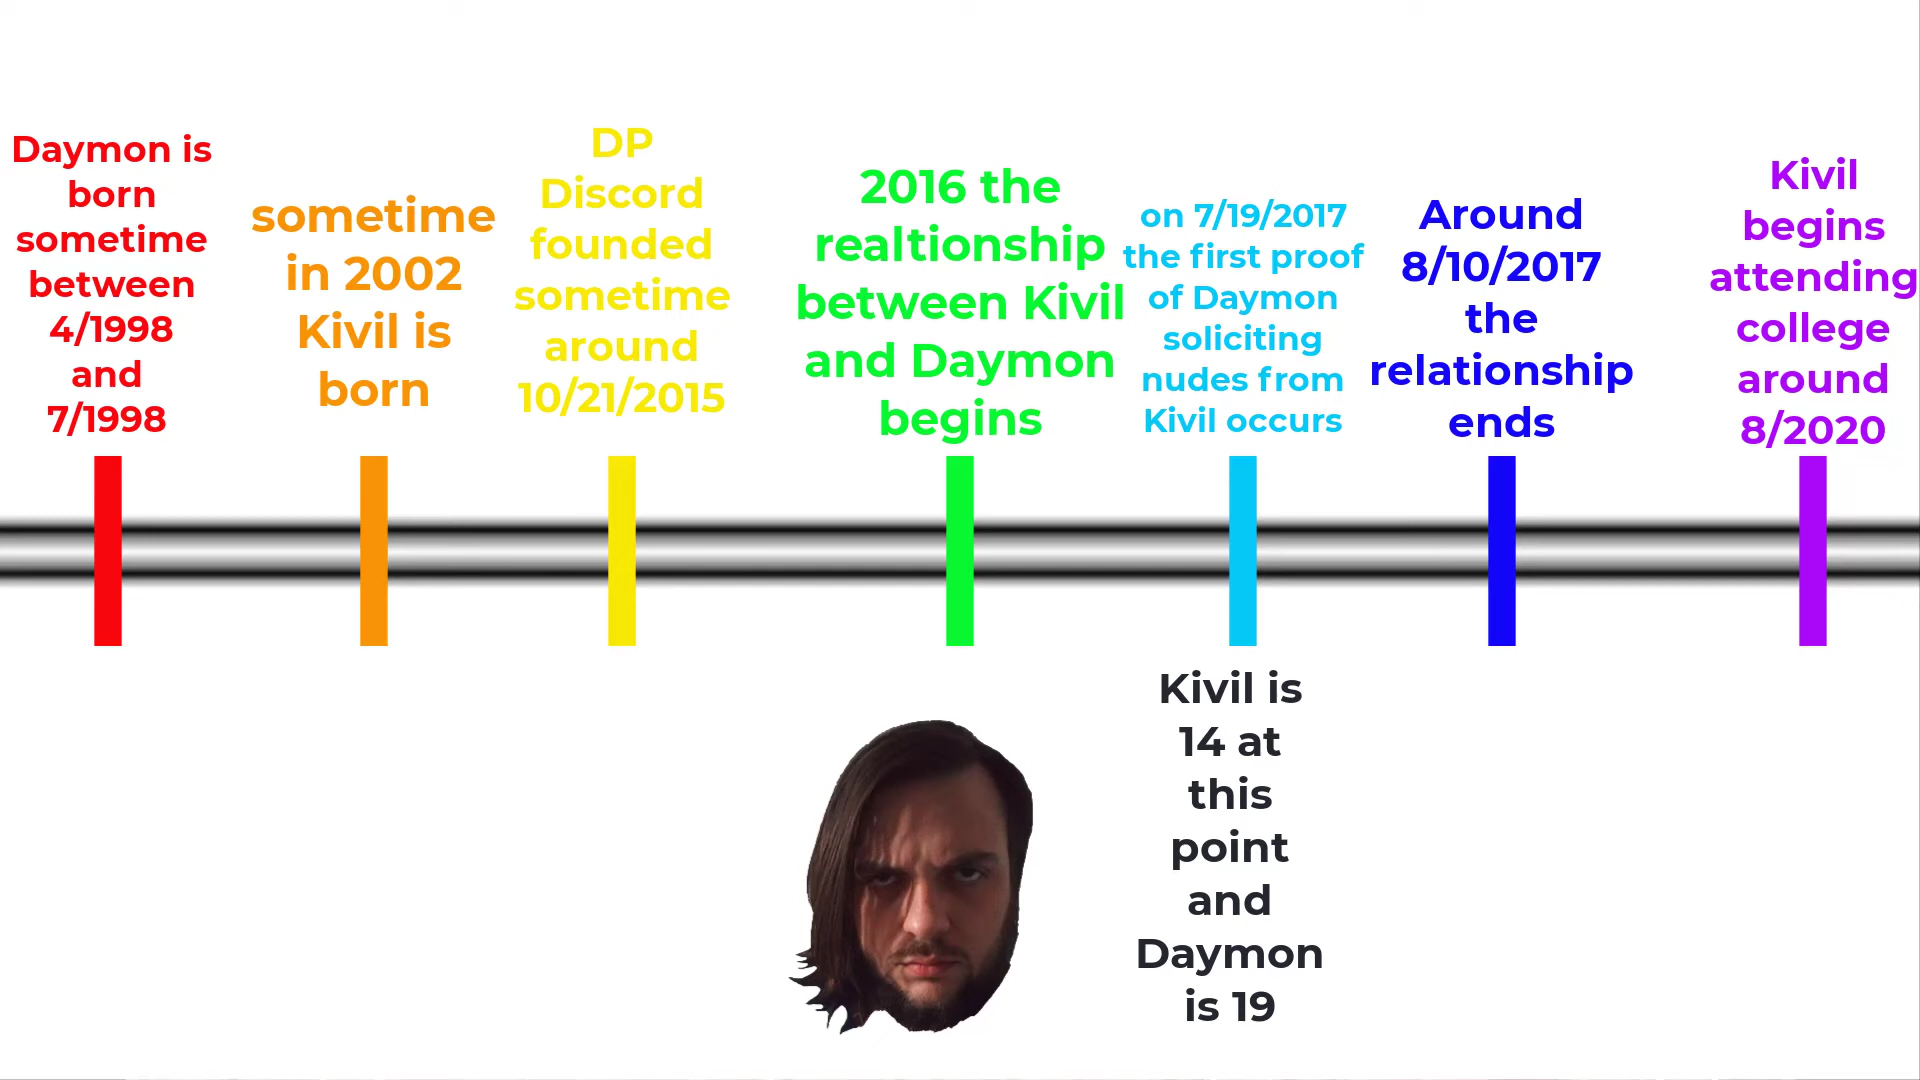 Daymon is
born
sometime
between
4/1998
and
7/1998
sometime
in 2002
Kivil is
born
DP
Discord
founded
sometime
around
10/21/2015
2016 the
realtionship
between Kivil
and Daymon
begins
on 7/19/2017
the first proof
of Daymon
soliciting
nudes from
Kivil occurs
Around
8/10/2017
the
relationship
ends
Kivil
begins
attending
college
around
8/2020
Kivil is
14 at
this
point
and
Daymon
is 19